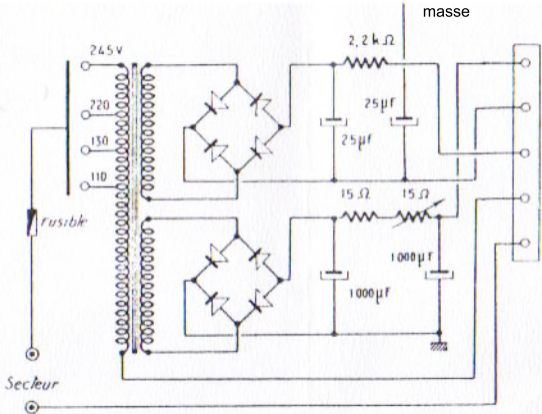 masse
245V
2,2kΩ
220
25µf
25µf
130
110
15Ω
15Ω
Fusible
1000µf
1000µf
Secteur